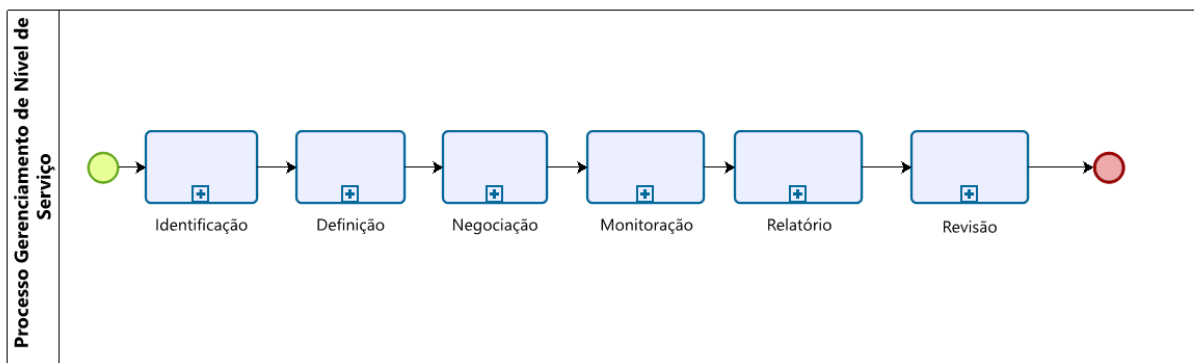 Processo Gerenciamento de Nível de
Serviço
Identificação
Definição
Negociação
Monitoração
Relatório
Revisão